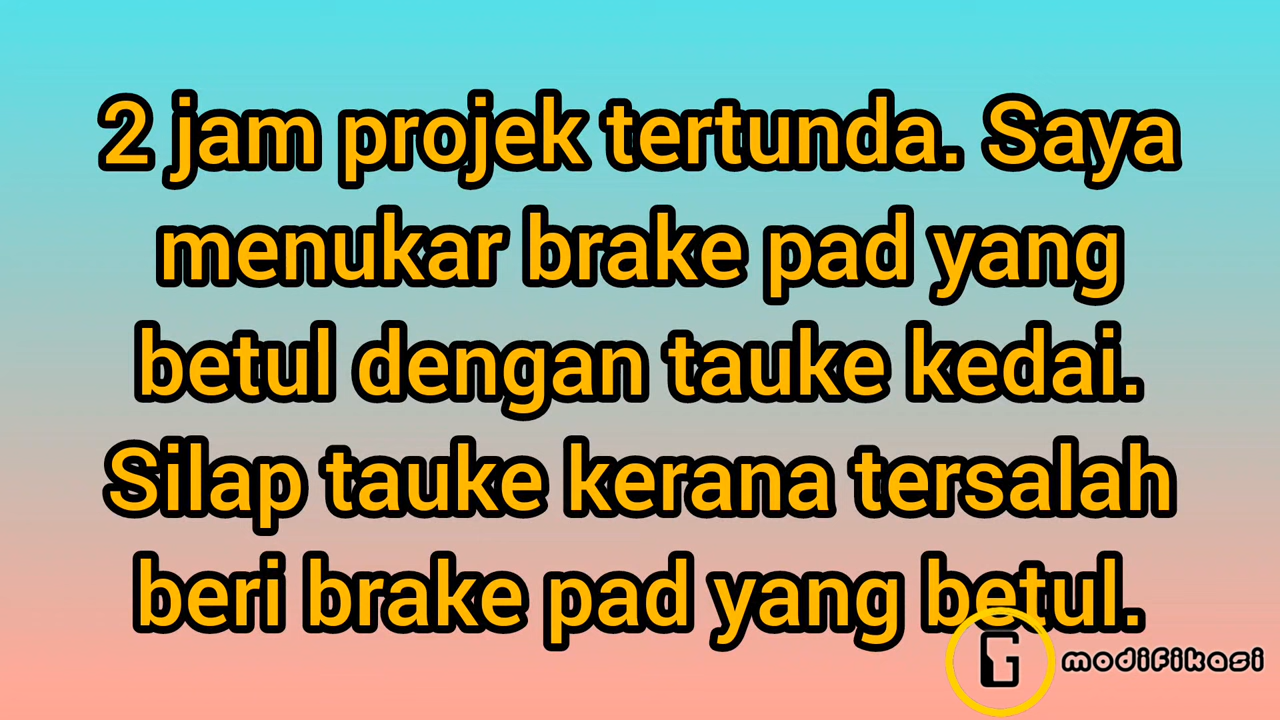 2 jam projek tertunda. Saya
menukar brake pad yang
betul dengan tauke kedai.
Silap tauke kerana tersalah
beri brake pad yang betul.
G modifikasi